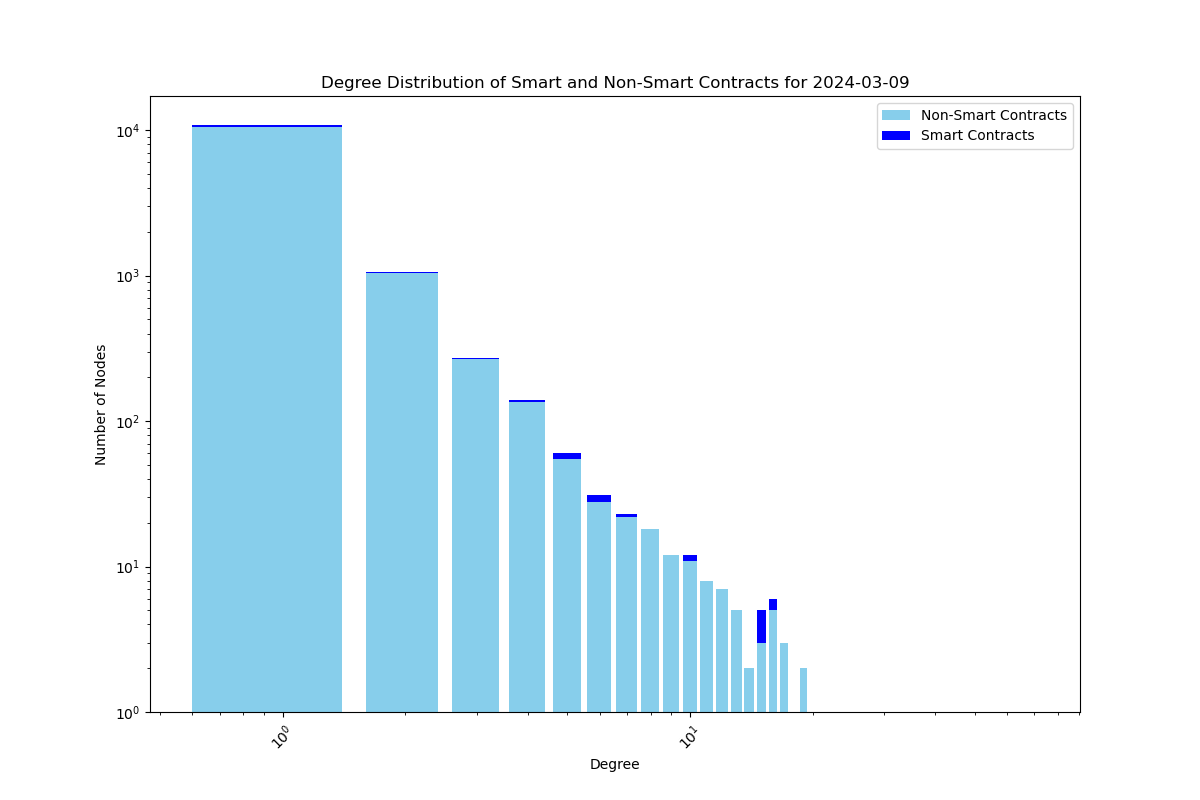 Degree Distribution of Smart and Non-Smart Contracts for 2024-03-09
Non-Smart Contracts
Smart Contracts
Number of Nodes
10⁴
10³
10²
10¹
10⁰
10⁰
10¹
Degree